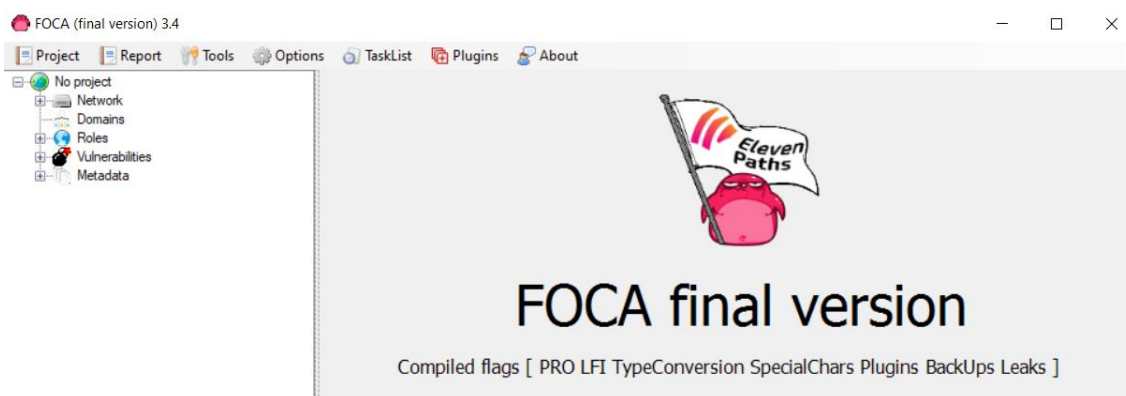 FOCA (final version) 3.4
Project Report Tools Options TaskList Plugins About
No project
Network
Domains
Roles
Vulnerabilities
Metadata
Eleven
Paths
FOCA final version
Compiled flags [ PRO LFI TypeConversion SpecialChars Plugins BackUps Leaks ]